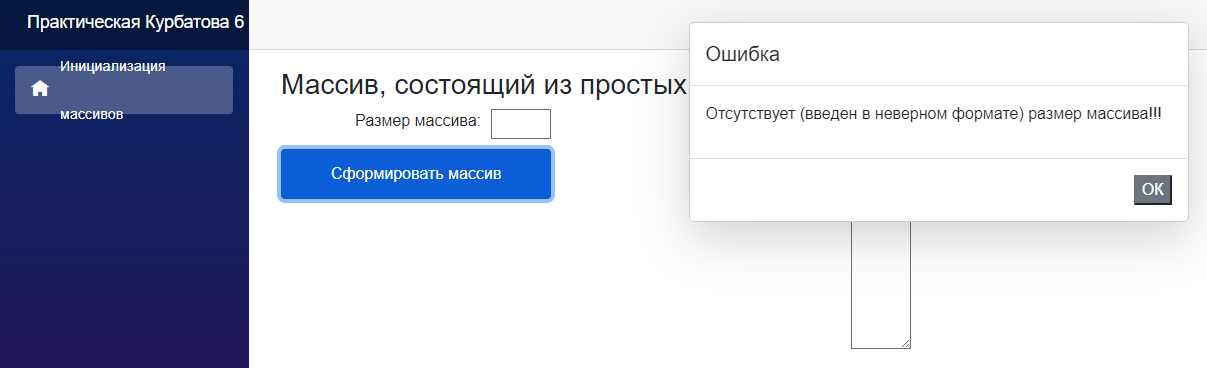 Практическая Курбатова 6
Инициализация
массивов
Массив, состоящий из простых
Размер массива:
Сформировать массив
Ошибка
Отсутствует (введен в неверном формате) размер массива!!!
OK